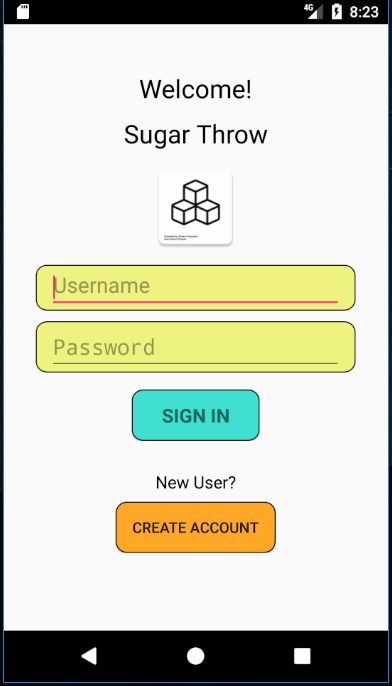 4G 8:23
Welcome!
Sugar Throw
Username
Password
SIGN IN
New User?
CREATE ACCOUNT